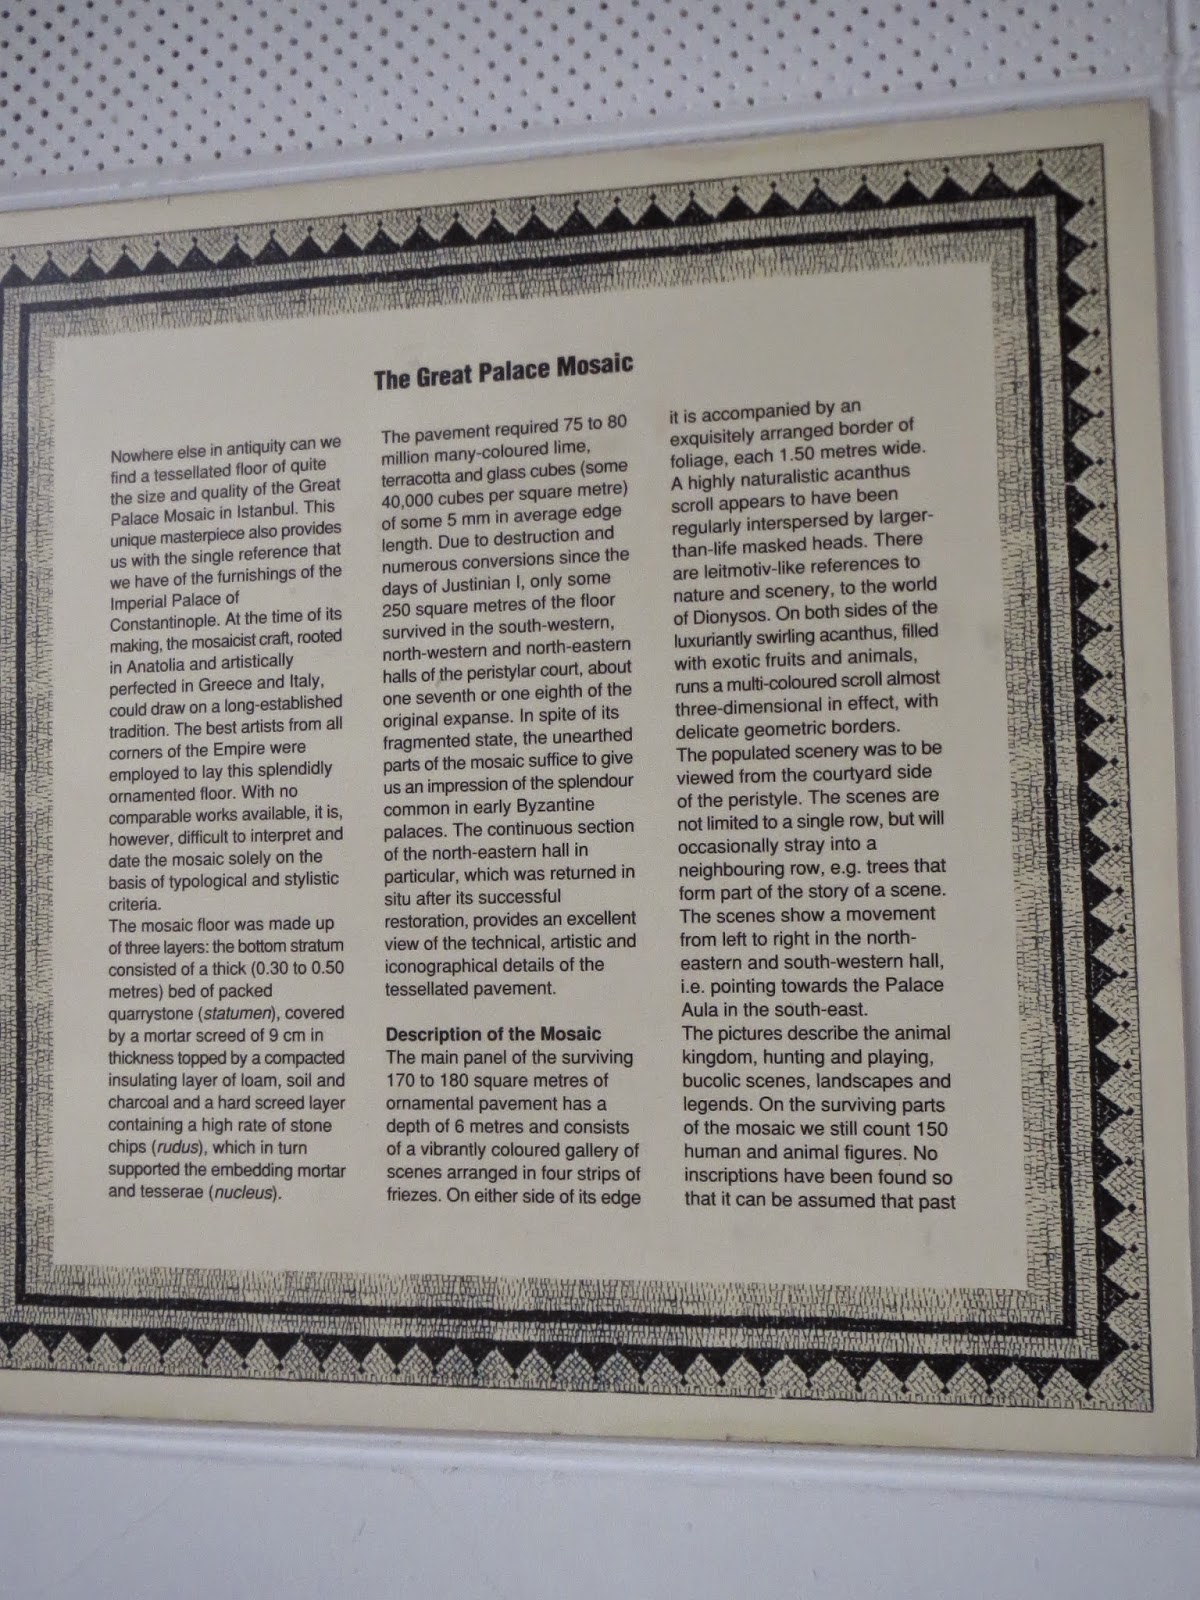 The Great Palace Mosaic
Nowhere else in antiquity can we
find a tessellated floor of quite
the size and quality of the Great
Palace Mosaic in Istanbul. This
unique masterpiece also provides
us with the single reference that
we have of the furnishings of the
Imperial Palace of
Constantinople. At the time of its
making, the mosaicist craft, rooted
in Anatolia and artistically
perfected in Greece and Italy,
could draw on a long-established
tradition. The best artists from all
corners of the Empire were
employed to lay this splendidly
ornamented floor. With no
comparable works available, it is,
however, difficult to interpret and
date the mosaic solely on the
basis of typological and stylistic
criteria.
The mosaic floor was made up
of three layers: the bottom stratum
consisted of a thick (0.30 to 0.50
metres) bed of packed
quarrystone (statumen), covered
by a mortar screed of 9 cm in
thickness topped by a compacted
insulating layer of loam, soil and
charcoal and a hard screed layer
containing a high rate of stone
chips (rudus), which in turn
supported the embedding mortar
and tesserae (nucleus).
The pavement required 75 to 80
million many-coloured lime,
terracotta and glass cubes (some
40,000 cubes per square metre)
of some 5 mm in average edge
length. Due to destruction and
numerous conversions since the
days of Justinian I, only some
250 square metres of the floor
survived in the south-western,
north-western and north-eastern
halls of the peristylar court, about
one seventh or one eighth of the
original expanse. In spite of its
fragmented state, the unearthed
parts of the mosaic suffice to give
us an impression of the splendour
common in early Byzantine
palaces. The continuous section
of the north-eastern hall in
particular, which was returned in
situ after its successful
restoration, provides an excellent
view of the technical, artistic and
iconographical details of the
tessellated pavement.
Description of the Mosaic
The main panel of the surviving
170 to 180 square metres of
ornamental pavement has a
depth of 6 metres and consists
of a vibrantly coloured gallery of
scenes arranged in four strips of
friezes. On either side of its edge
it is accompanied by an
exquisitely arranged border of
foliage, each 1.50 metres wide.
A highly naturalistic acanthus
scroll appears to have been
regularly interspersed by larger-
than-life masked heads. There
are leitmotiv-like references to
nature and scenery, to the world
of Dionysos. On both sides of the
luxuriantly swirling acanthus, filled
with exotic fruits and animals,
runs a multi-coloured scroll almost
three-dimensional in effect, with
delicate geometric borders.
The populated scenery was to be
viewed from the courtyard side
of the peristyle. The scenes are
not limited to a single row, but will
occasionally stray into a
neighbouring row, e.g. trees that
form part of the story of a scene.
The scenes show a movement
from left to right in the north-
eastern and south-western hall,
i.e. pointing towards the Palace
Aula in the south-east.
The pictures describe the animal
kingdom, hunting and playing,
bucolic scenes, landscapes and
legends. On the surviving parts
of the mosaic we still count 150
human and animal figures. No
inscriptions have been found so
that it can be assumed that past